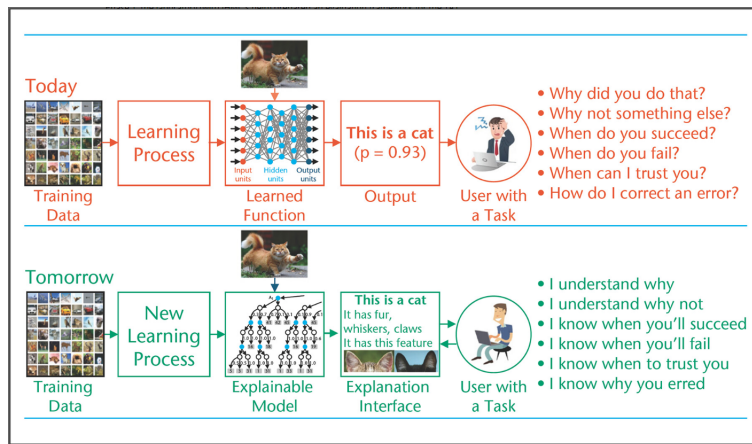 Today
Training
Data
Learning
Process
Input
units
Hidden
units
Output
units
Learned
Function
This is a cat
(p = 0.93)
Output
User with
a Task
• Why did you do that?
• Why not something else?
• When do you succeed?
• When do you fail?
• When can I trust you?
• How do I correct an error?
Tomorrow
Training
Data
New
Learning
Process
Explainable
Model
This is a cat
It has fur,
whiskers, claws
It has this feature
Explanation
Interface
User with
a Task
• I understand why
• I understand why not
• I know when you'll succeed
• I know when you'll fail
• I know when to trust you
• I know why you erred